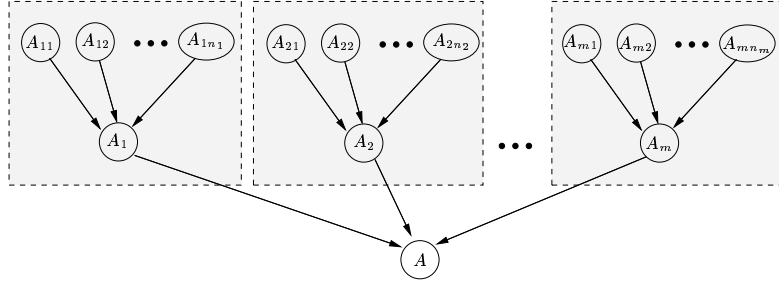 A₁₁ A₁₂ ••• A₁ₙ₁ A₂₁ A₂₂ ••• A₂ₙ₂ Aₘ₁ Aₘ₂ ••• Aₘₙₘ
A₁ A₂ ••• Aₘ
A